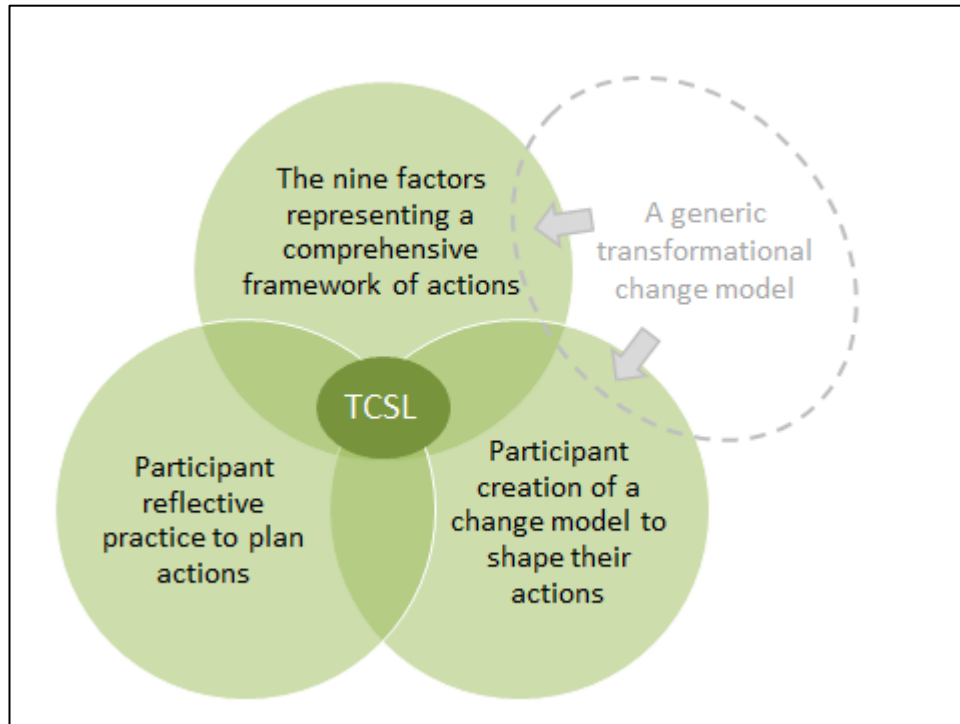 The nine factors
representing a
comprehensive
framework of actions
A generic
transformational
change model
TCSL
Participant
reflective
practice to plan
actions
Participant
creation of a
change model to
shape their
actions